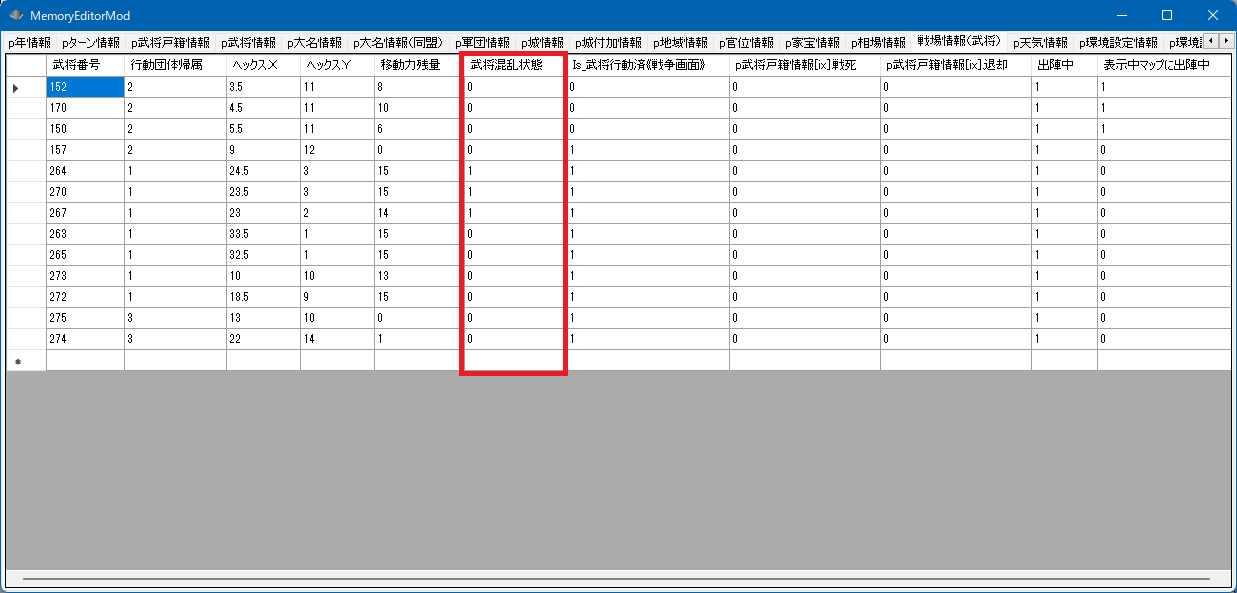 MemoryEditorMod
p年情報 pターン情報 p武将戸籍情報 p武将情報 p大名情報 p大名情報(同盟) p軍団情報 p城情報 p城付加情報 p地域情報 p官位情報 p家宝情報 p相場情報 戦場情報(武将) p天気情報 p環境設定情報 p環境
武将番号 行動団体帰属 ヘックスX ヘックスY 移動力残量 武将混乱状態 Is_武将行動済《戦争画面》 p武将戸籍情報[ix]戦死 p武将戸籍情報[ix]退却 出陣中 表示中マップに出陣中
152 2 3.5 11 8 0 0 0 0 1 1
170 2 4.5 11 10 0 0 0 0 1 1
150 2 5.5 11 6 0 0 0 0 1 1
157 2 9 12 0 0 1 0 0 1 0
264 1 24.5 3 15 1 1 0 0 1 0
270 1 23.5 3 15 1 1 0 0 1 0
267 1 23 2 14 1 1 0 0 1 0
263 1 33.5 1 15 0 1 0 0 1 0
265 1 32.5 1 15 0 1 0 0 1 0
273 1 10 10 13 0 1 0 0 1 0
272 1 18.5 9 15 0 1 0 0 1 0
275 3 13 10 0 0 1 0 0 1 0
274 3 22 14 1 0 1 0 0 1 0